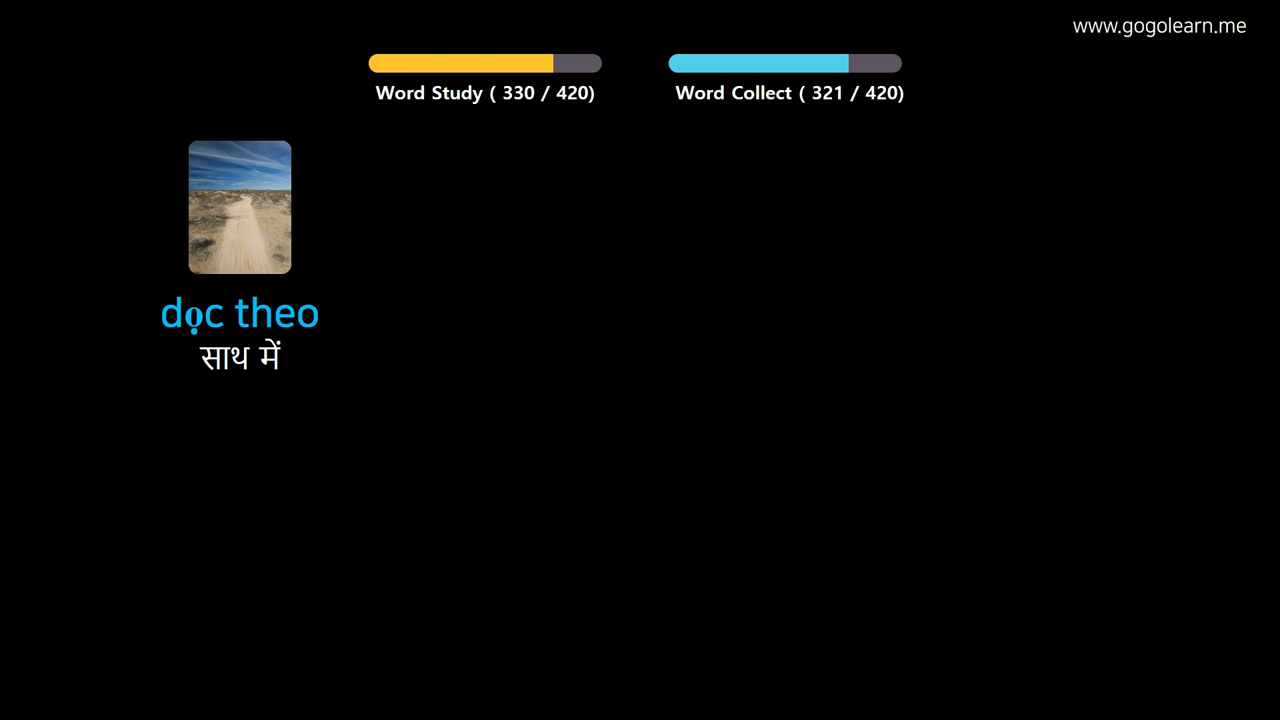 www.gogolearn.me
Word Study ( 330 / 420)
Word Collect ( 321 / 420)
dọc theo
साथ में